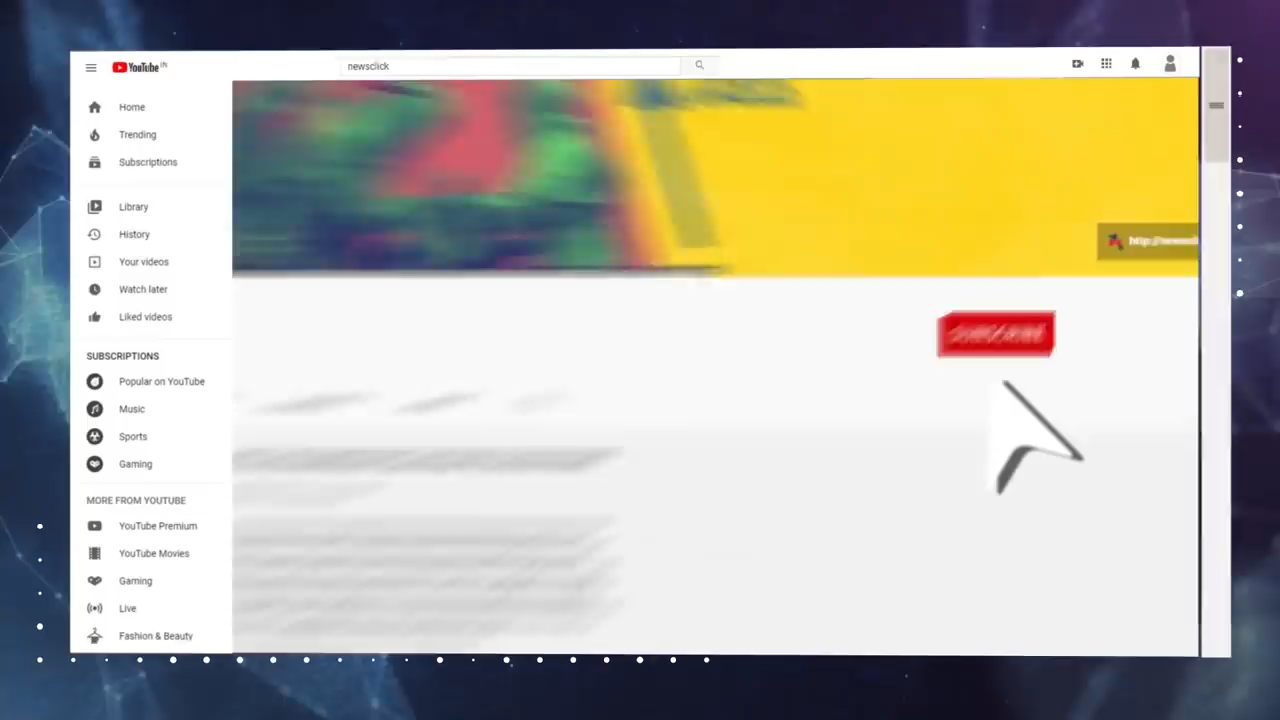 YouTube IN
newsclick
Home
Trending
Subscriptions
Library
History
Your videos
Watch later
Liked videos
SUBSCRIPTIONS
Popular on YouTube
Music
Sports
Gaming
MORE FROM YOUTUBE
YouTube Premium
YouTube Movies
Gaming
Live
Fashion & Beauty
SUBSCRIBE